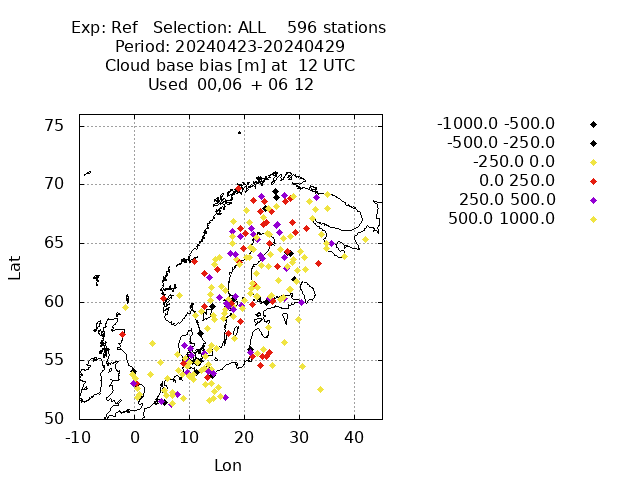 Exp: Ref   Selection: ALL    596 stations
Period: 20240423-20240429
Cloud base bias [m] at  12 UTC
Used  00,06  + 06 12
-1000.0 -500.0
-500.0 -250.0
-250.0 0.0
0.0 250.0
250.0 500.0
500.0 1000.0
75
70
65
60
55
50
Lat
-10 0 10 20 30 40
Lon